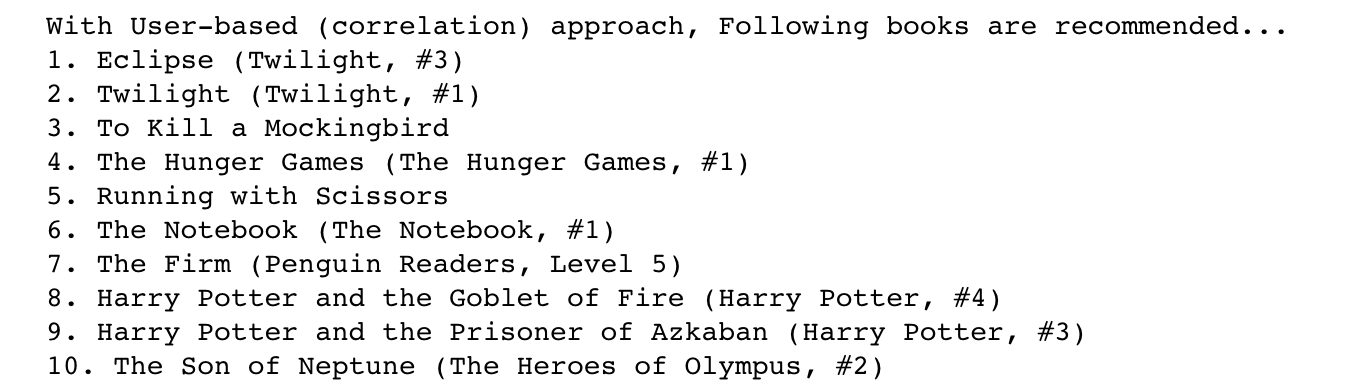 With User-based (correlation) approach, Following books are recommended...
1. Eclipse (Twilight, #3)
2. Twilight (Twilight, #1)
3. To Kill a Mockingbird
4. The Hunger Games (The Hunger Games, #1)
5. Running with Scissors
6. The Notebook (The Notebook, #1)
7. The Firm (Penguin Readers, Level 5)
8. Harry Potter and the Goblet of Fire (Harry Potter, #4)
9. Harry Potter and the Prisoner of Azkaban (Harry Potter, #3)
10. The Son of Neptune (The Heroes of Olympus, #2)